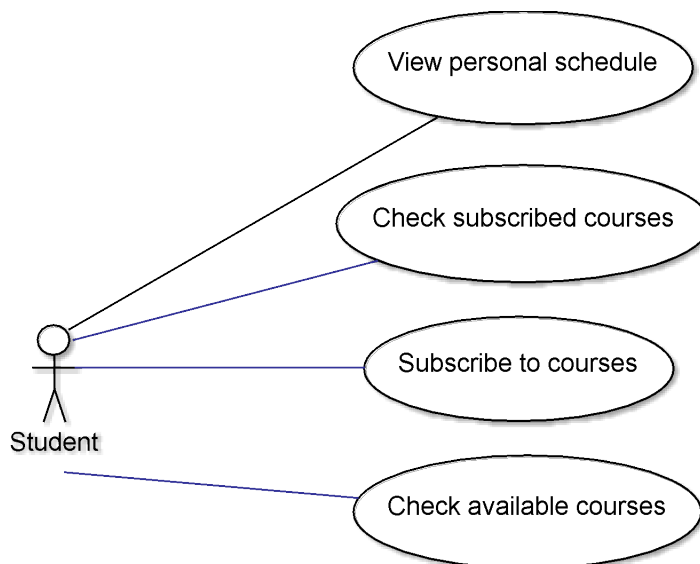 View personal schedule
Check subscribed courses
Subscribe to courses
Student
Check available courses